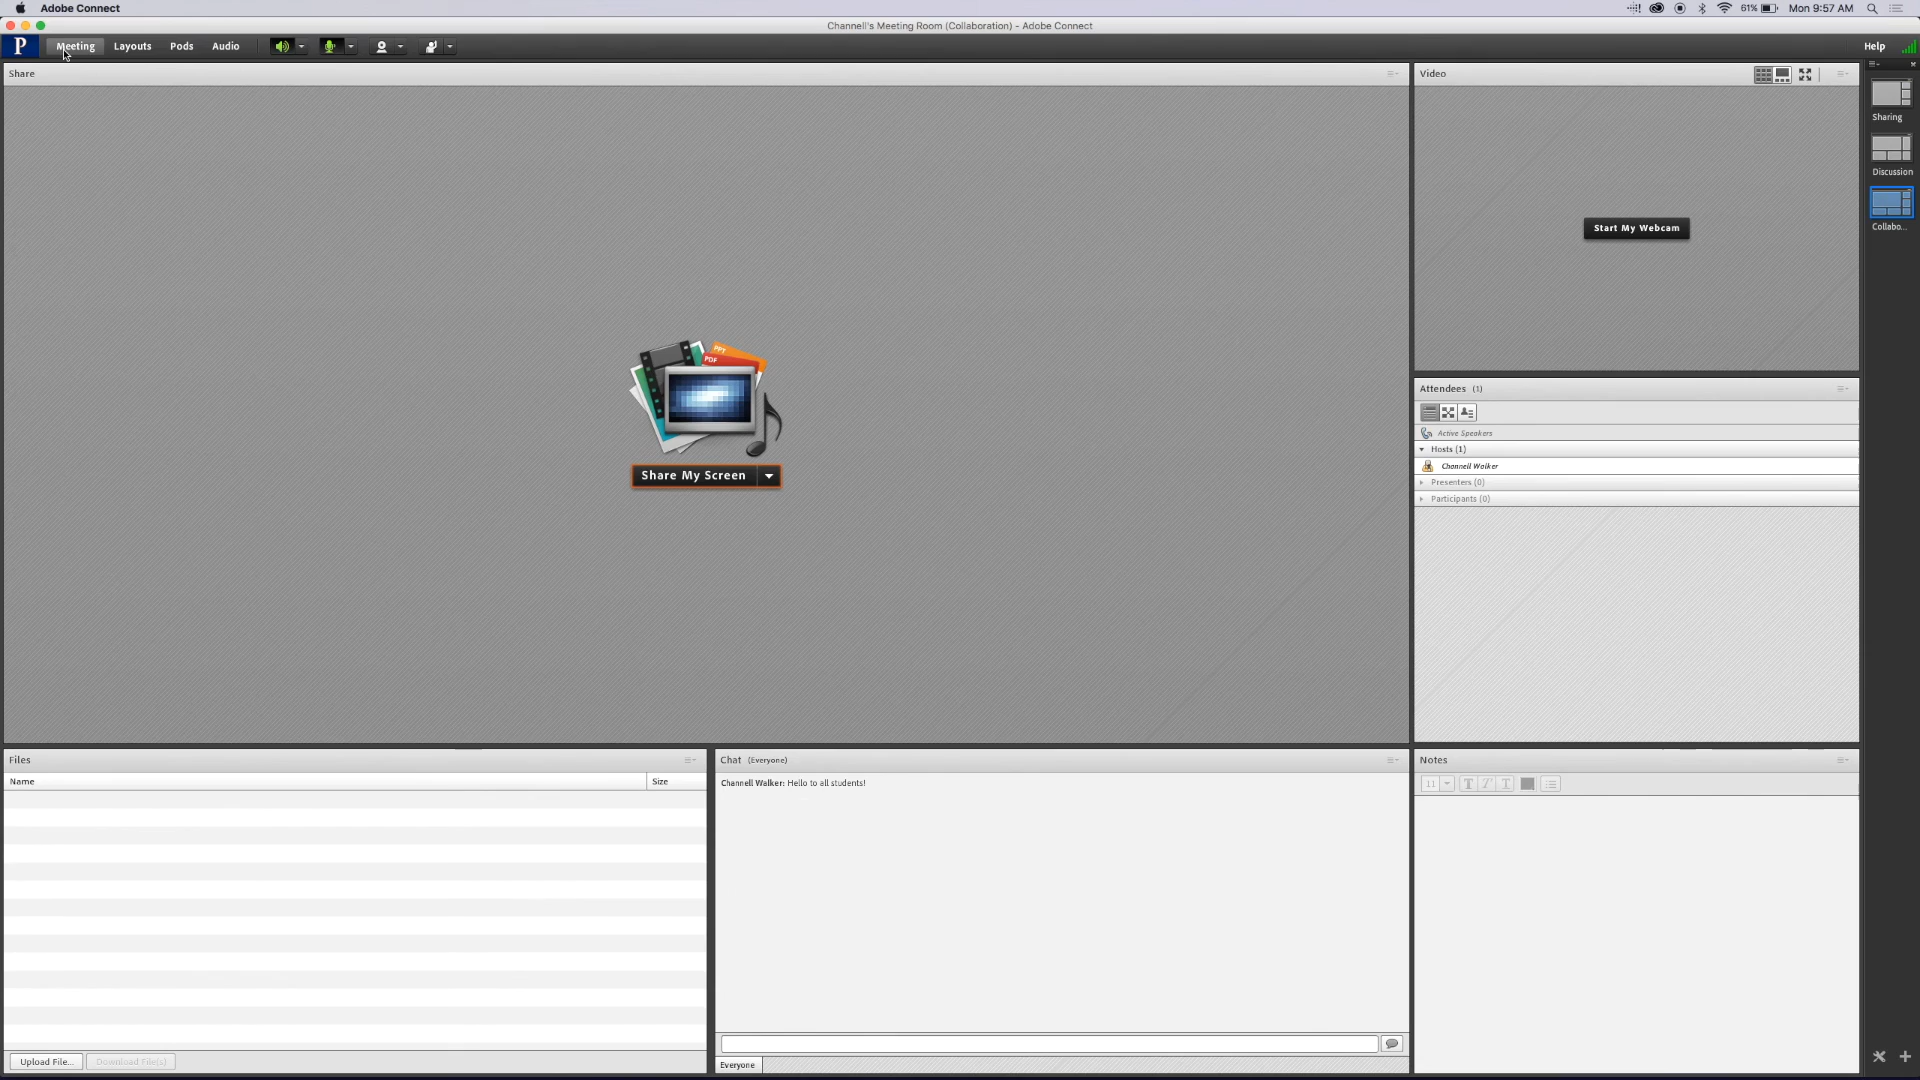 Adobe Connect
61%
Mon 9:57 AM
Channell's Meeting Room (Collaboration) - Adobe Connect
P
Meeting
Layouts
Pods
Audio
Help
Share
Video
Sharing
Discussion
Collabo...
Start My Webcam
PPT
PDF
Share My Screen
Attendees (1)
Active Speakers
Hosts (1)
Channell Walker
Presenters (0)
Participants (0)
Files
Name
Size
Upload File...
Download File(s)
Chat (Everyone)
Channell Walker: Hello to all students!
Everyone
Notes
11
T T T